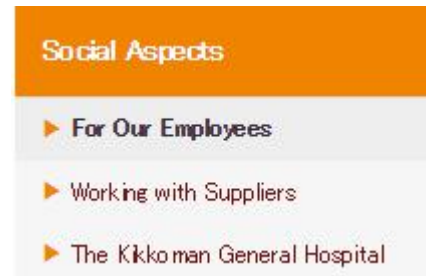 Social Aspects
For Our Employees
Working with Suppliers
The Kikkoman General Hospital